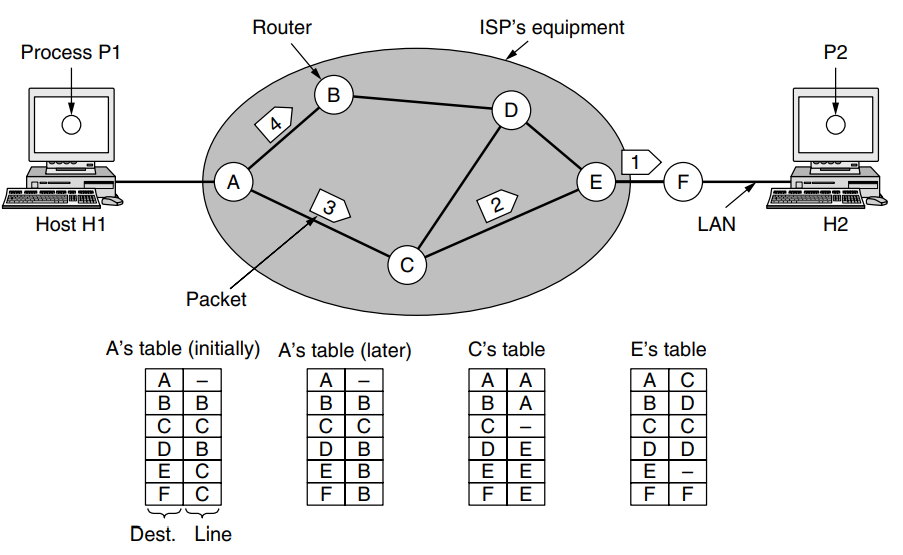 Router
ISP's equipment
Process P1
P2
B
D
4
1
A
E
F
3
2
Host H1
LAN
H2
C
Packet
A's table (initially)
A –
B B
C C
D B
E C
F C
Dest. Line
A's table (later)
A –
B B
C C
D B
E B
F B
C's table
A A
B A
C –
D E
E E
F E
E's table
A C
B D
C C
D D
E –
F F